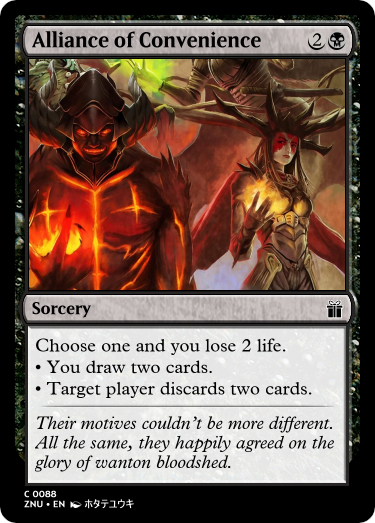 Alliance of Convenience 2
Sorcery
Choose one and you lose 2 life.
• You draw two cards.
• Target player discards two cards.
Their motives couldn't be more different.
All the same, they happily agreed on the
glory of wanton bloodshed.
C 0088
ZNU • EN ホタテユウキ